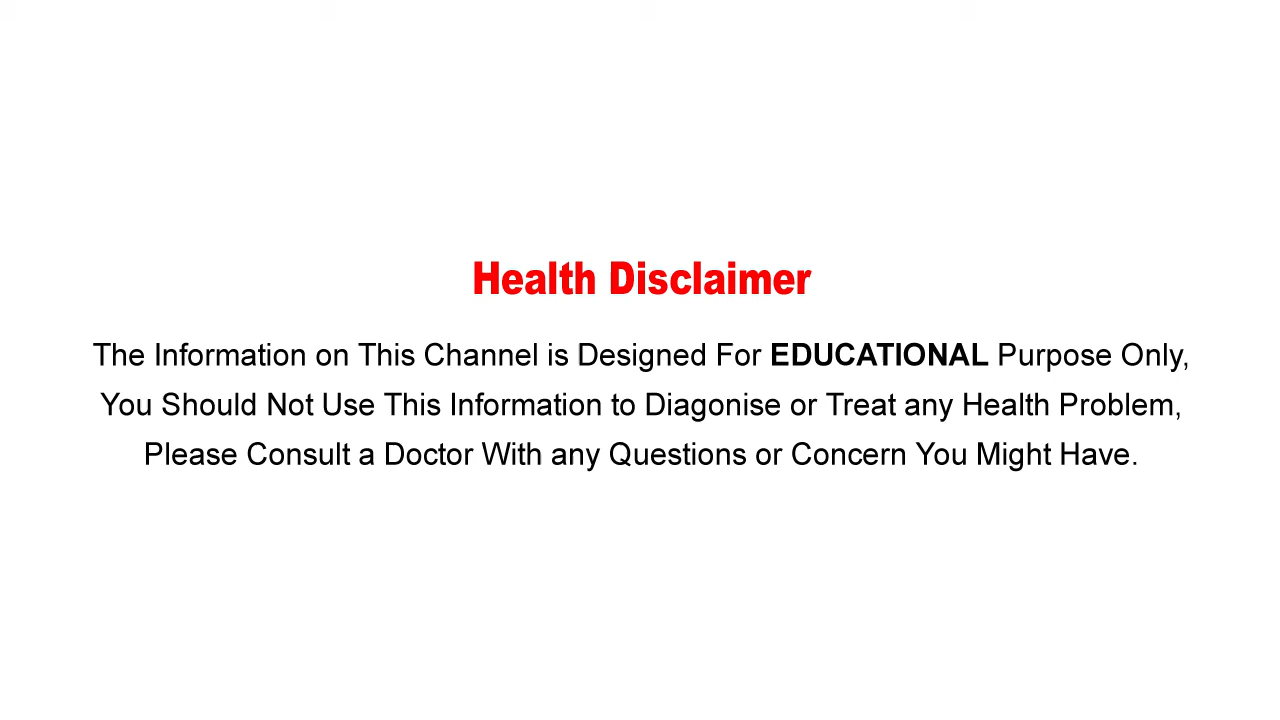 Health Disclaimer
The Information on This Channel is Designed For EDUCATIONAL Purpose Only,
You Should Not Use This Information to Diagonise or Treat any Health Problem,
Please Consult a Doctor With any Questions or Concern You Might Have.